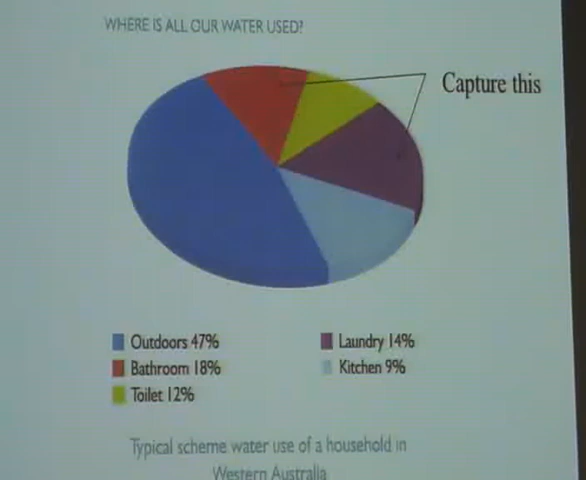 WHERE IS ALL OUR WATER USED?
Capture this
Outdoors 47%
Bathroom 18%
Toilet 12%
Laundry 14%
Kitchen 9%
Typical scheme water use of a household in
Western Australia